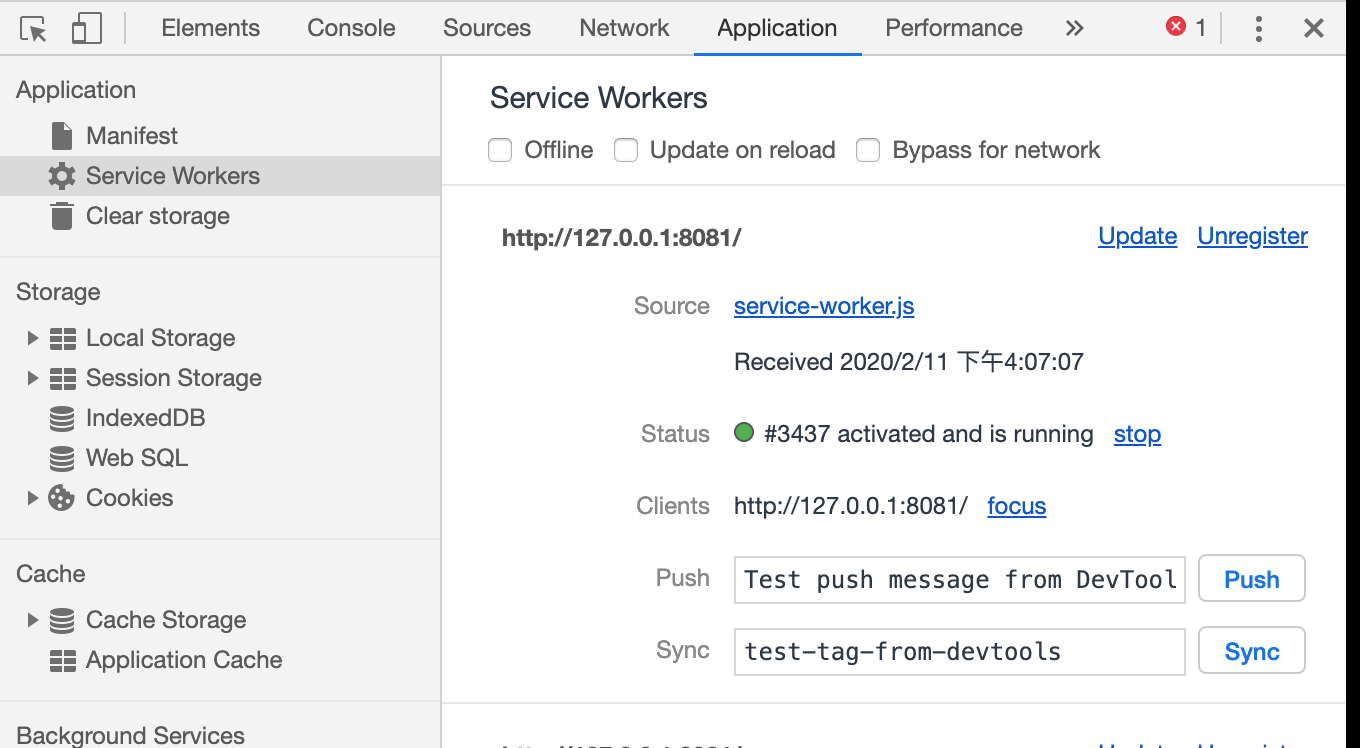 Elements Console Sources Network Application Performance » 1
Application
Manifest
Service Workers
Clear storage
Storage
Local Storage
Session Storage
IndexedDB
Web SQL
Cookies
Cache
Cache Storage
Application Cache
Background Services
Service Workers
Offline Update on reload Bypass for network
http://127.0.0.1:8081/ Update Unregister
Source service-worker.js
Received 2020/2/11 下午4:07:07
Status #3437 activated and is running stop
Clients http://127.0.0.1:8081/ focus
Push Test push message from DevTool Push
Sync test-tag-from-devtools Sync